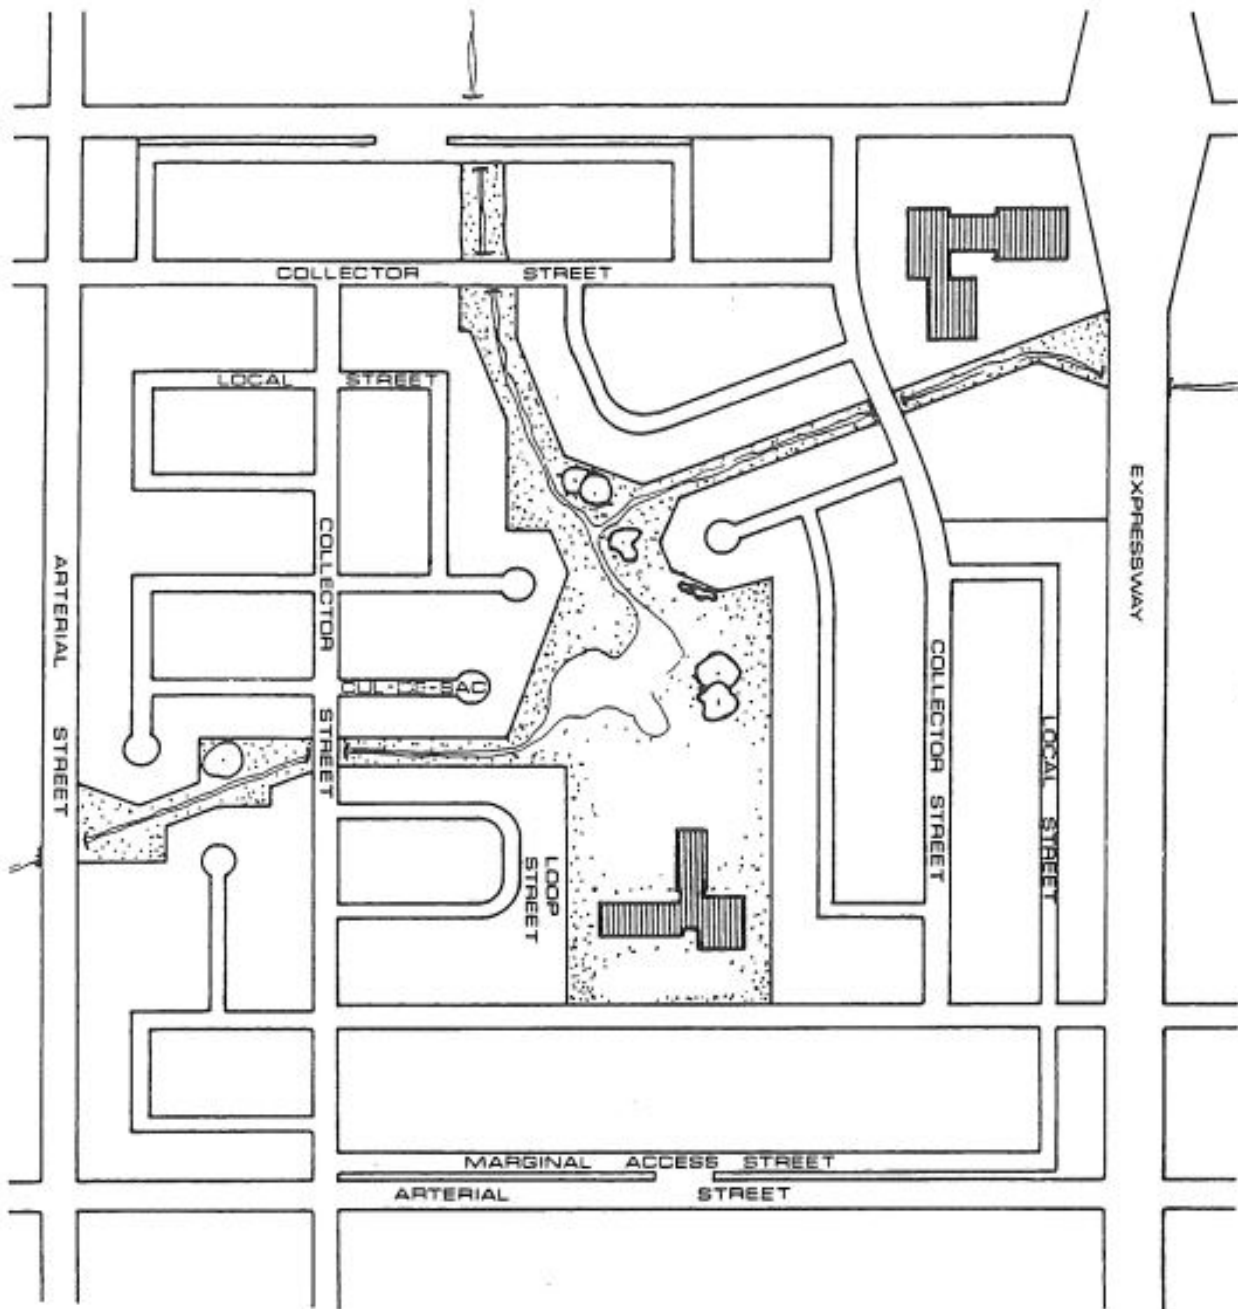 COLLECTOR STREET
LOCAL STREET
EXPRESSWAY
COLLECTOR STREET
ARTERIAL STREET
COLLECTOR STREET
CUL-DE-SAC
LOCAL STREET
LOOP STREET
MARGINAL ACCESS STREET
ARTERIAL STREET